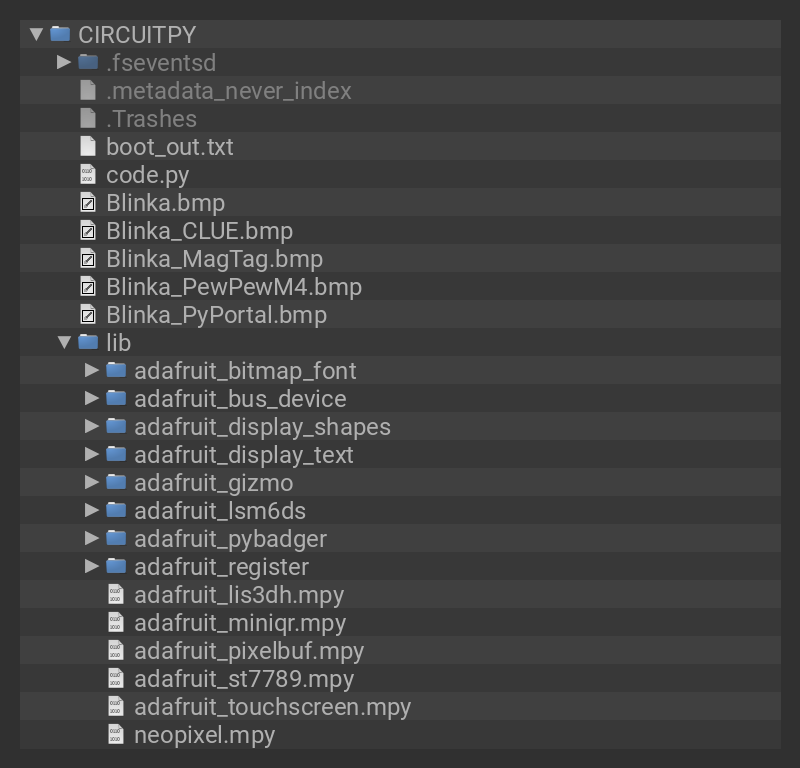 CIRCUITPY
.fseventsd
.metadata_never_index
.Trashes
boot_out.txt
code.py
Blinka.bmp
Blinka_CLUE.bmp
Blinka_MagTag.bmp
Blinka_PewPewM4.bmp
Blinka_PyPortal.bmp
lib
adafruit_bitmap_font
adafruit_bus_device
adafruit_display_shapes
adafruit_display_text
adafruit_gizmo
adafruit_lsm6ds
adafruit_pybadger
adafruit_register
adafruit_lis3dh.mpy
adafruit_miniqr.mpy
adafruit_pixelbuf.mpy
adafruit_st7789.mpy
adafruit_touchscreen.mpy
neopixel.mpy